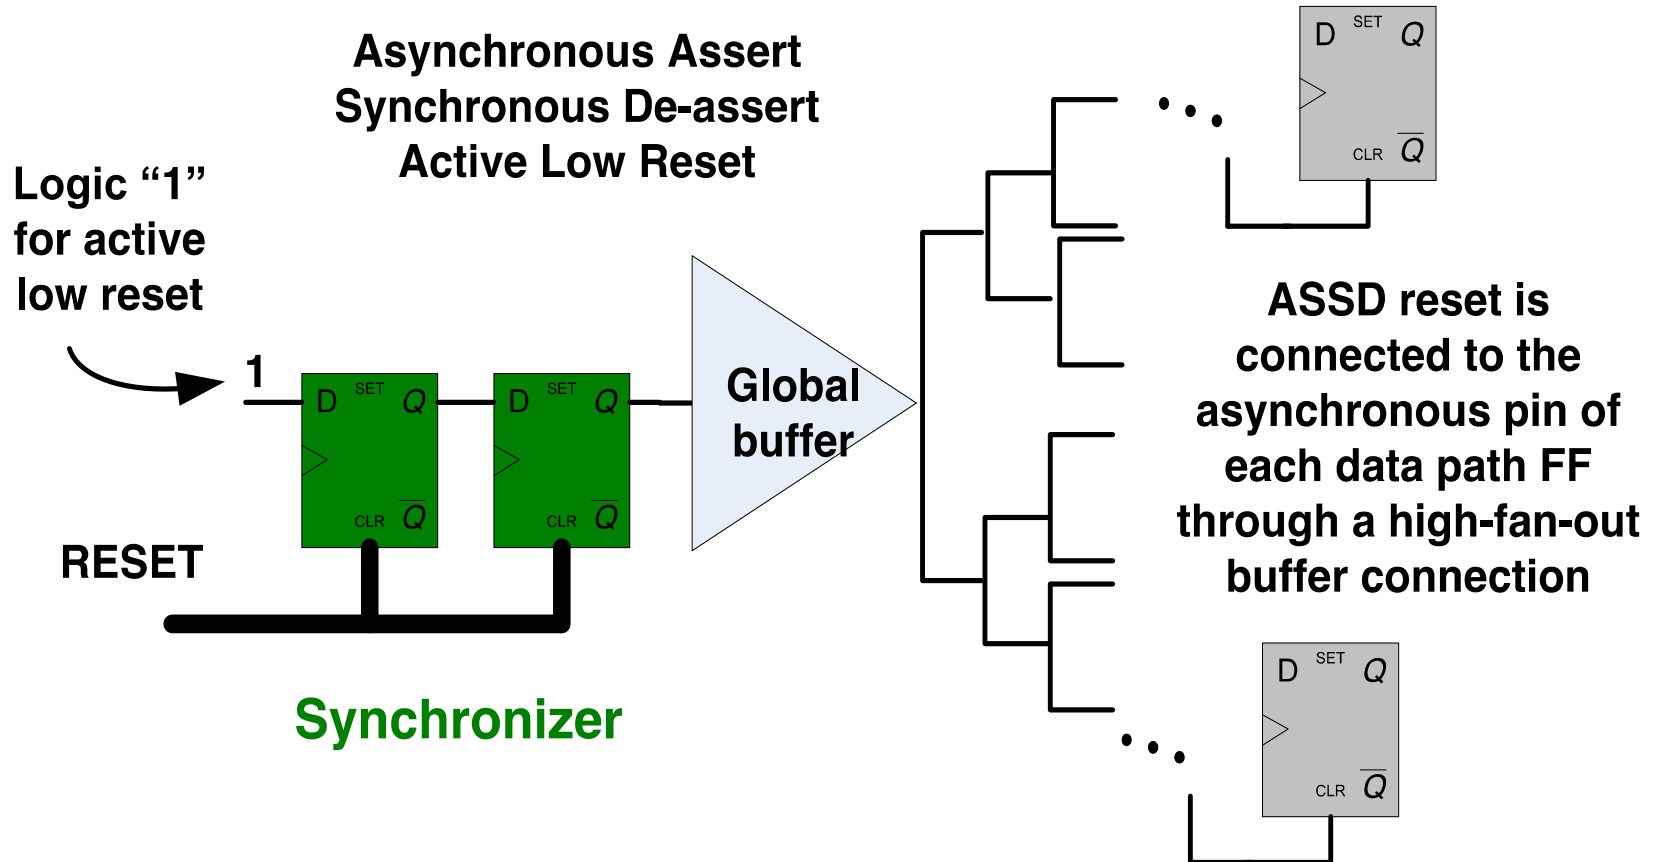 Asynchronous Assert
Synchronous De-assert
Active Low Reset
Logic “1”
for active
low reset
1
D SET Q
CLR Q
D SET Q
CLR Q
RESET
Synchronizer
Global
buffer
D SET Q
CLR Q
ASSD reset is
connected to the
asynchronous pin of
each data path FF
through a high-fan-out
buffer connection
D SET Q
CLR Q